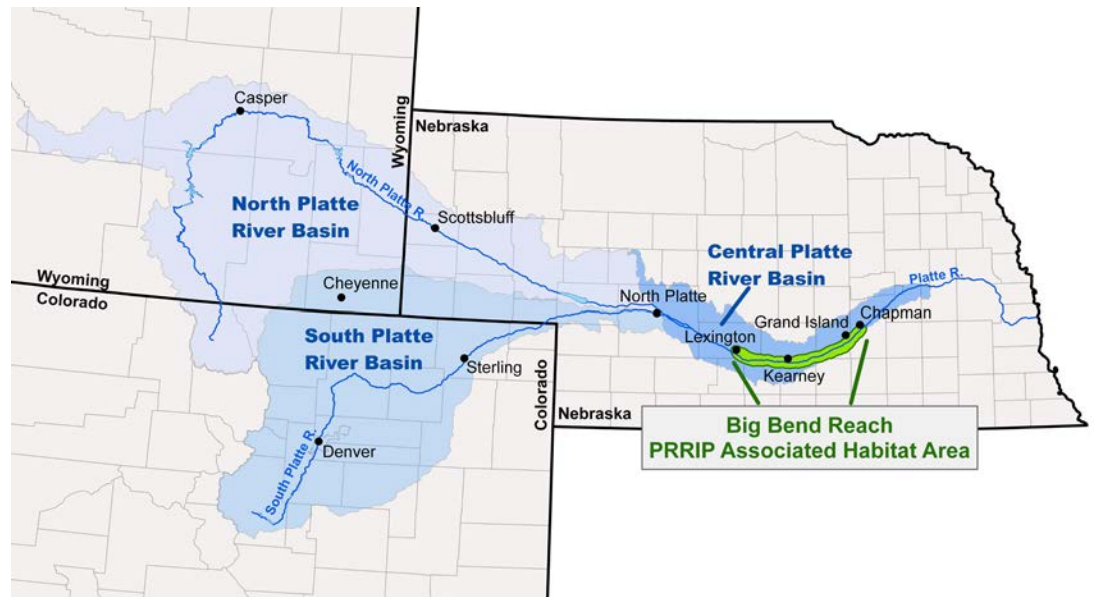 Casper
Wyoming
Nebraska
North Platte R.
North Platte
River Basin
Scottsbluff
Central Platte
River Basin
Platte R.
Wyoming
Colorado
Cheyenne
North Platte
Grand Island
Chapman
Lexington
South Platte
River Basin
Sterling
Kearney
Colorado
Nebraska
Big Bend Reach
PRRIP Associated Habitat Area
Denver
South Platte R.